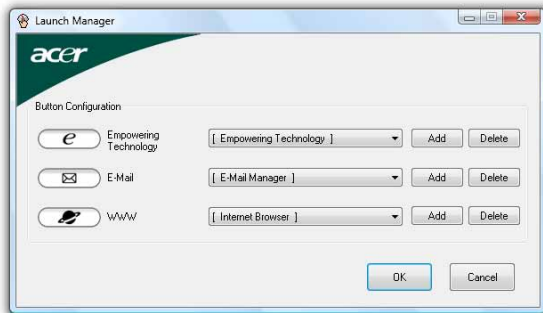 Launch Manager
acer
Button Configuration
e Empowering Technology [ Empowering Technology ] Add Delete
E-Mail [ E-Mail Manager ] Add Delete
WWW [ Internet Browser ] Add Delete
OK Cancel